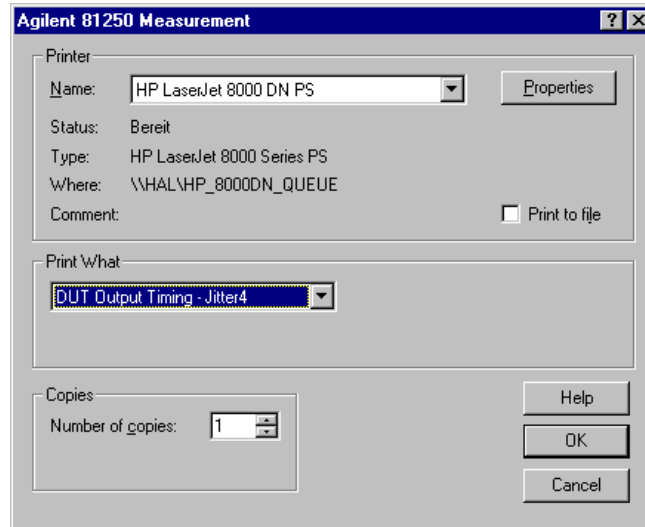 Agilent 81250 Measurement
Printer
Name: HP LaserJet 8000 DN PS Properties
Status: Bereit
Type: HP LaserJet 8000 Series PS
Where: \\HAL\HP_8000DN_QUEUE
Comment: Print to file
Print What
DUT Output Timing - Jitter4
Copies
Number of copies: 1
Help
OK
Cancel